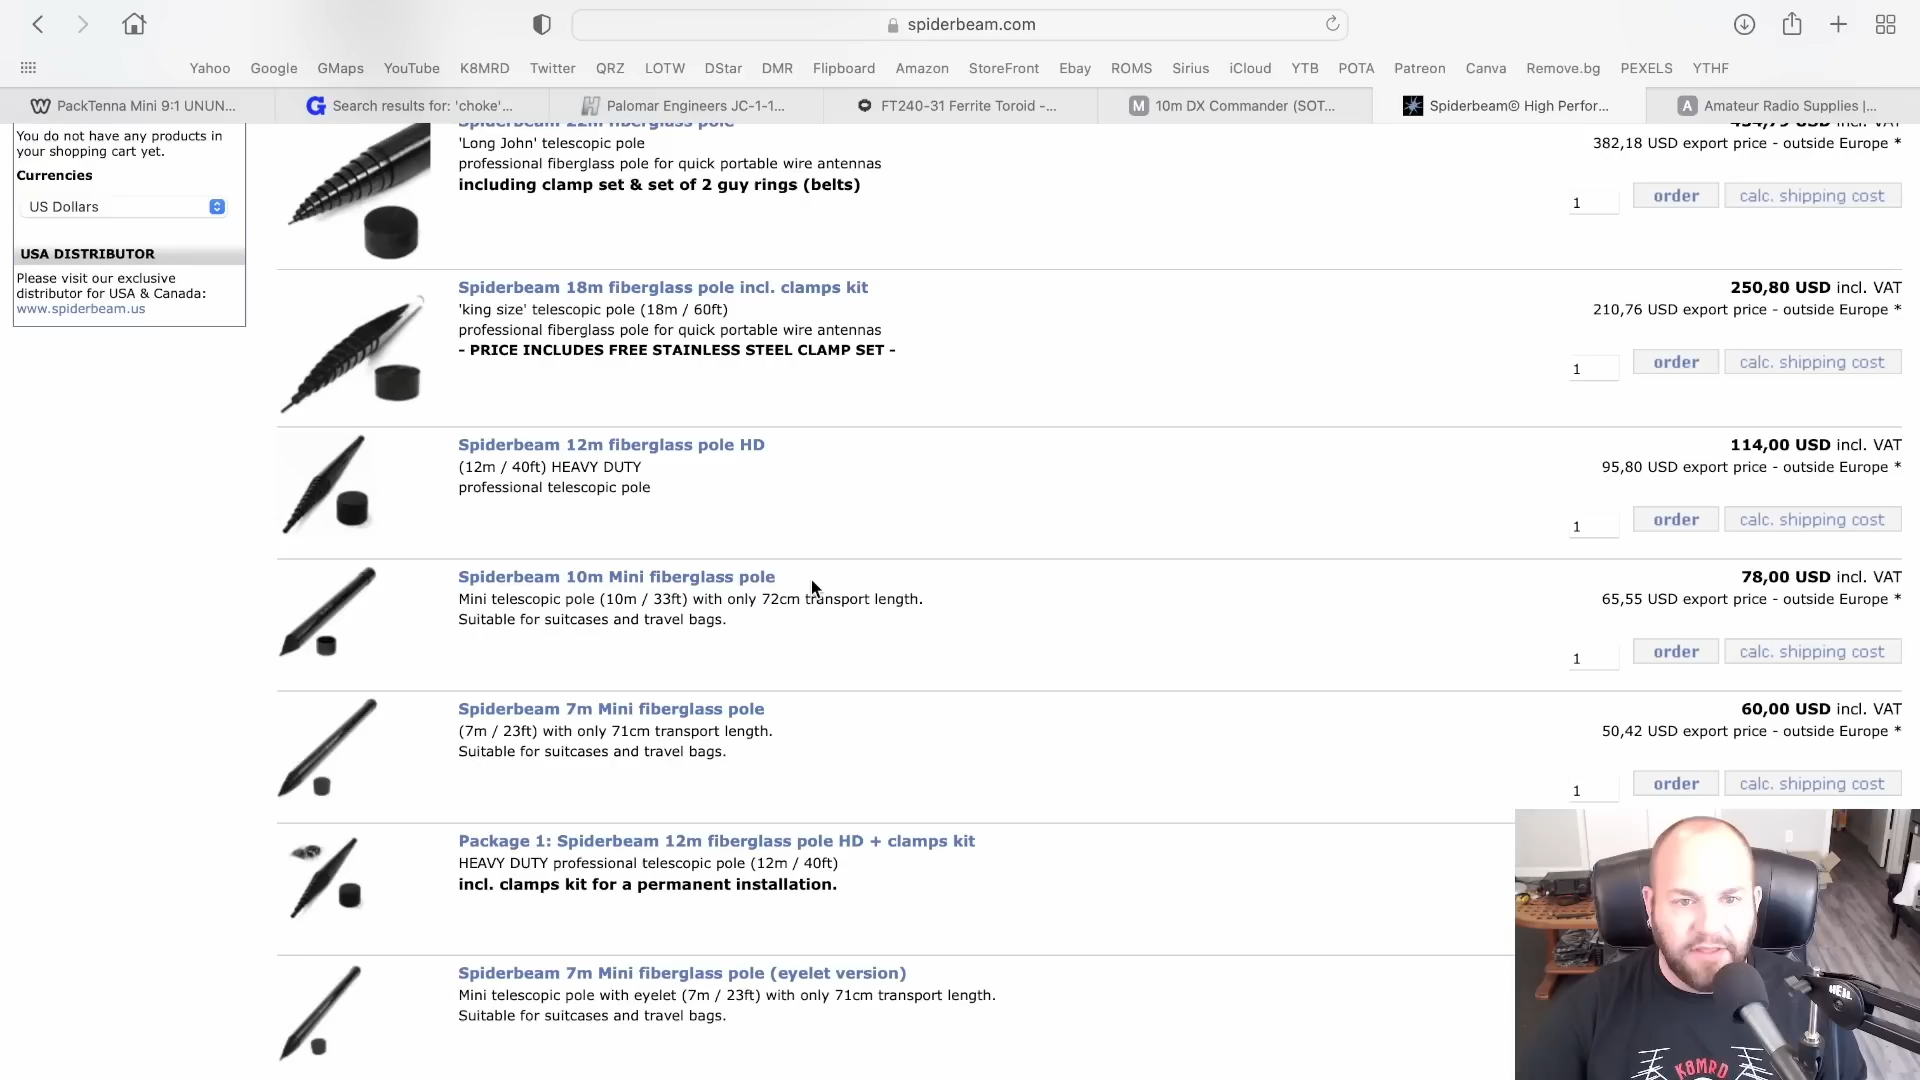 spiderbeam.com
Yahoo Google GMaps YouTube K8MRD Twitter QRZ LOTW DStar DMR Flipboard Amazon StoreFront Ebay ROMS Sirius iCloud YTB POTA Patreon Canva Remove.bg PEXELS YTHF
PackTenna Mini 9:1 UNUN... Search results for: 'choke'... Palomar Engineers JC-1-1... FT240-31 Ferrite Toroid -... 10m DX Commander (SOT... Spiderbeam© High Perfor... Amateur Radio Supplies |...
You do not have any products in
your shopping cart yet.
Currencies
US Dollars
USA DISTRIBUTOR
Please visit our exclusive
distributor for USA & Canada:
www.spiderbeam.us
Spiderbeam 22m fiberglass pole
'Long John' telescopic pole
professional fiberglass pole for quick portable wire antennas
including clamp set & set of 2 guy rings (belts)
454,79 USD incl. VAT
382,18 USD export price - outside Europe *
1 order calc. shipping cost
Spiderbeam 18m fiberglass pole incl. clamps kit
'king size' telescopic pole (18m / 60ft)
professional fiberglass pole for quick portable wire antennas
- PRICE INCLUDES FREE STAINLESS STEEL CLAMP SET -
250,80 USD incl. VAT
210,76 USD export price - outside Europe *
1 order calc. shipping cost
Spiderbeam 12m fiberglass pole HD
(12m / 40ft) HEAVY DUTY
professional telescopic pole
114,00 USD incl. VAT
95,80 USD export price - outside Europe *
1 order calc. shipping cost
Spiderbeam 10m Mini fiberglass pole
Mini telescopic pole (10m / 33ft) with only 72cm transport length.
Suitable for suitcases and travel bags.
78,00 USD incl. VAT
65,55 USD export price - outside Europe *
1 order calc. shipping cost
Spiderbeam 7m Mini fiberglass pole
(7m / 23ft) with only 71cm transport length.
Suitable for suitcases and travel bags.
60,00 USD incl. VAT
50,42 USD export price - outside Europe *
1 order calc. shipping cost
Package 1: Spiderbeam 12m fiberglass pole HD + clamps kit
HEAVY DUTY professional telescopic pole (12m / 40ft)
incl. clamps kit for a permanent installation.
Spiderbeam 7m Mini fiberglass pole (eyelet version)
Mini telescopic pole with eyelet (7m / 23ft) with only 71cm transport length.
Suitable for suitcases and travel bags.
HEIL
K8MRD